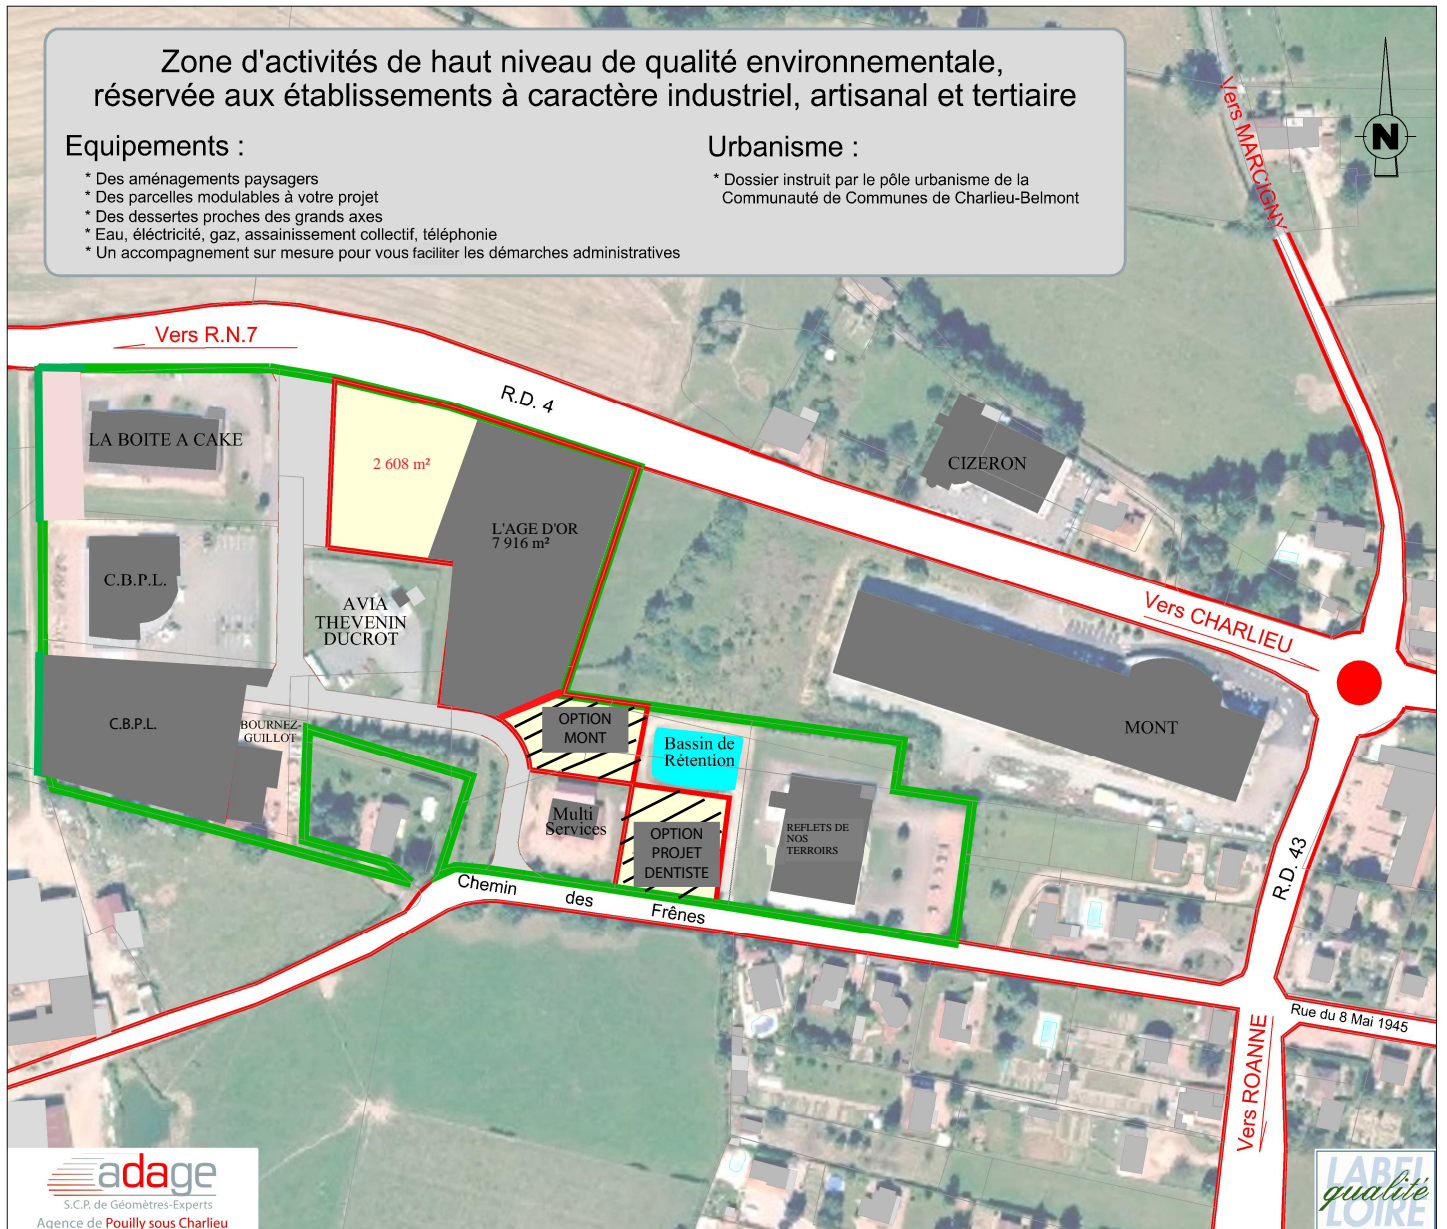 Zone d'activités de haut niveau de qualité environnementale,
réservée aux établissements à caractère industriel, artisanal et tertiaire
Equipements :
* Des aménagements paysagers
* Des parcelles modulables à votre projet
* Des dessertes proches des grands axes
* Eau, éléctricité, gaz, assainissement collectif, téléphonie
* Un accompagnement sur mesure pour vous faciliter les démarches administratives
Urbanisme :
* Dossier instruit par le pôle urbanisme de la
Communauté de Communes de Charlieu-Belmont
Vers MARCIGNY
N
Vers R.N.7
R.D. 4
LA BOITE A CAKE
2 608 m²
CIZERON
L'AGE D'OR
7 916 m²
C.B.P.L.
AVIA
THEVENIN
DUCROT
Vers CHARLIEU
C.B.P.L.
BOURNEZ-
GUILLOT
OPTION
MONT
Bassin de
Rétention
MONT
Multi
Services
OPTION
PROJET
DENTISTE
REFLETS DE
NOS
TERROIRS
R.D. 43
Chemin
des
Frênes
Rue du 8 Mai 1945
Vers ROANNE
adage
S.C.P. de Géomètres-Experts
Agence de Pouilly sous Charlieu
LABEL
qualité
LOIRE